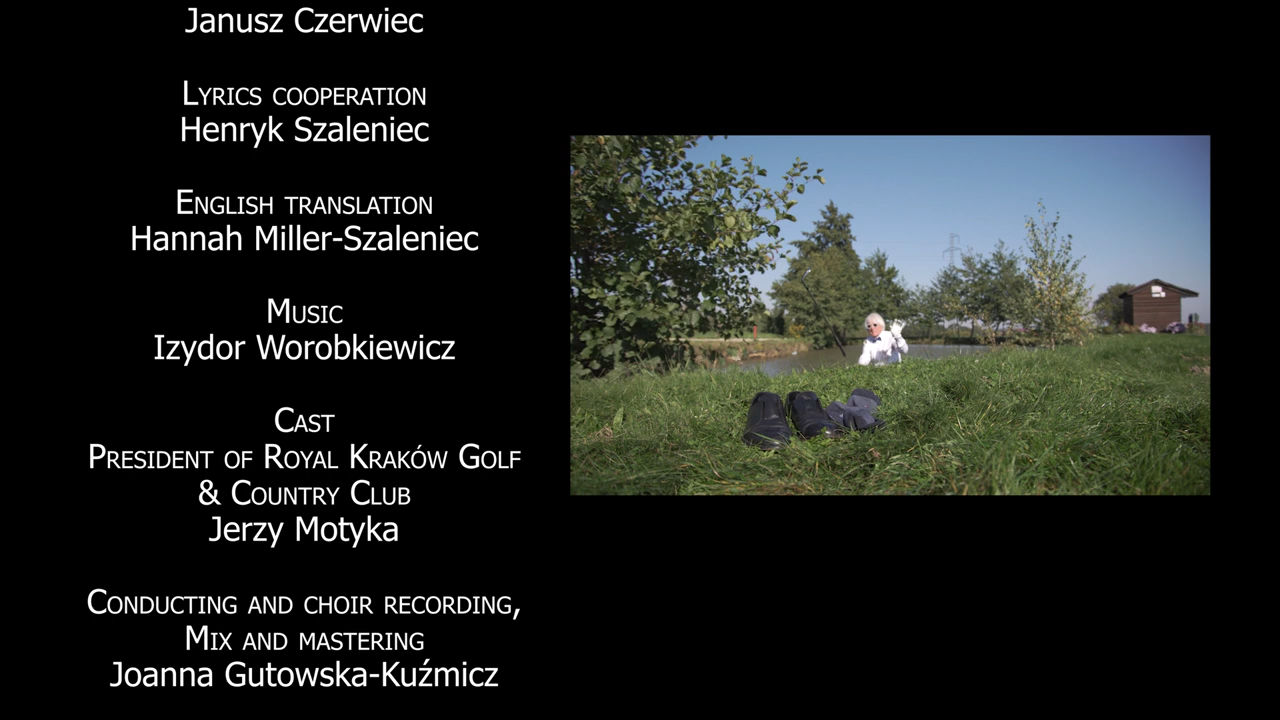 Janusz Czerwiec
Lyrics cooperation
Henryk Szaleniec
English translation
Hannah Miller-Szaleniec
Music
Izydor Worobkiewicz
Cast
President of Royal Kraków Golf
& Country Club
Jerzy Motyka
Conducting and choir recording,
Mix and mastering
Joanna Gutowska-Kuźmicz